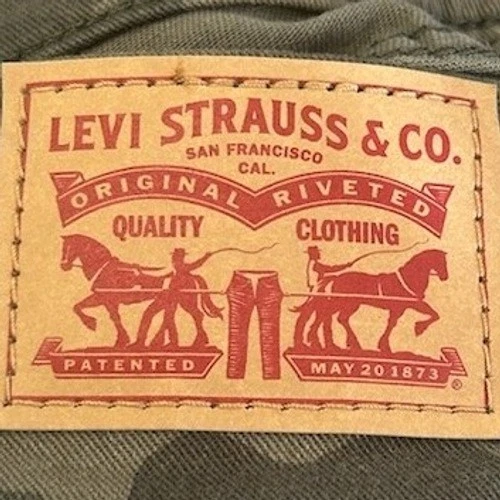 LEVI STRAUSS & CO.
SAN FRANCISCO
CAL.
ORIGINAL RIVETED
QUALITY CLOTHING
PATENTED MAY 20 1873 ®